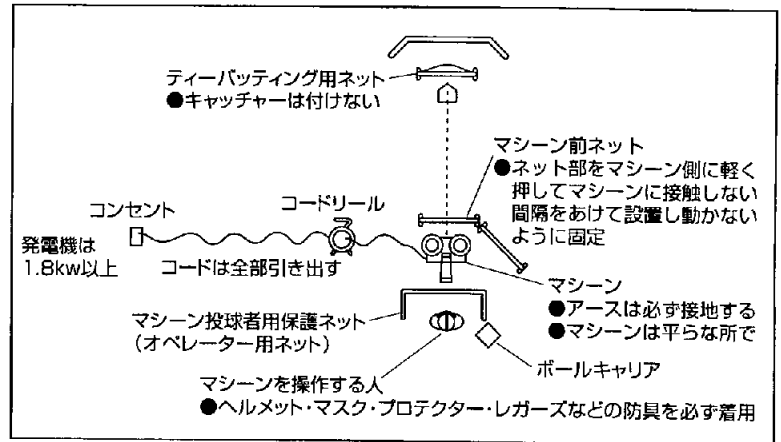 ティーバッティング用ネット
●キャッチャーは付けない
マシーン前ネット
●ネット部をマシーン側に軽く
押してマシーンに接触しない
間隔をあけて設置し動かない
ように固定
コンセント
コードリール
発電機は
1.8kw以上
コードは全部引き出す
マシーン
●アースは必ず接地する
●マシーンは平らな所で
マシーン投球者用保護ネット
(オペレーター用ネット)
ボールキャリア
マシーンを操作する人
●ヘルメット・マスク・プロテクター・レガーズなどの防具を必ず着用